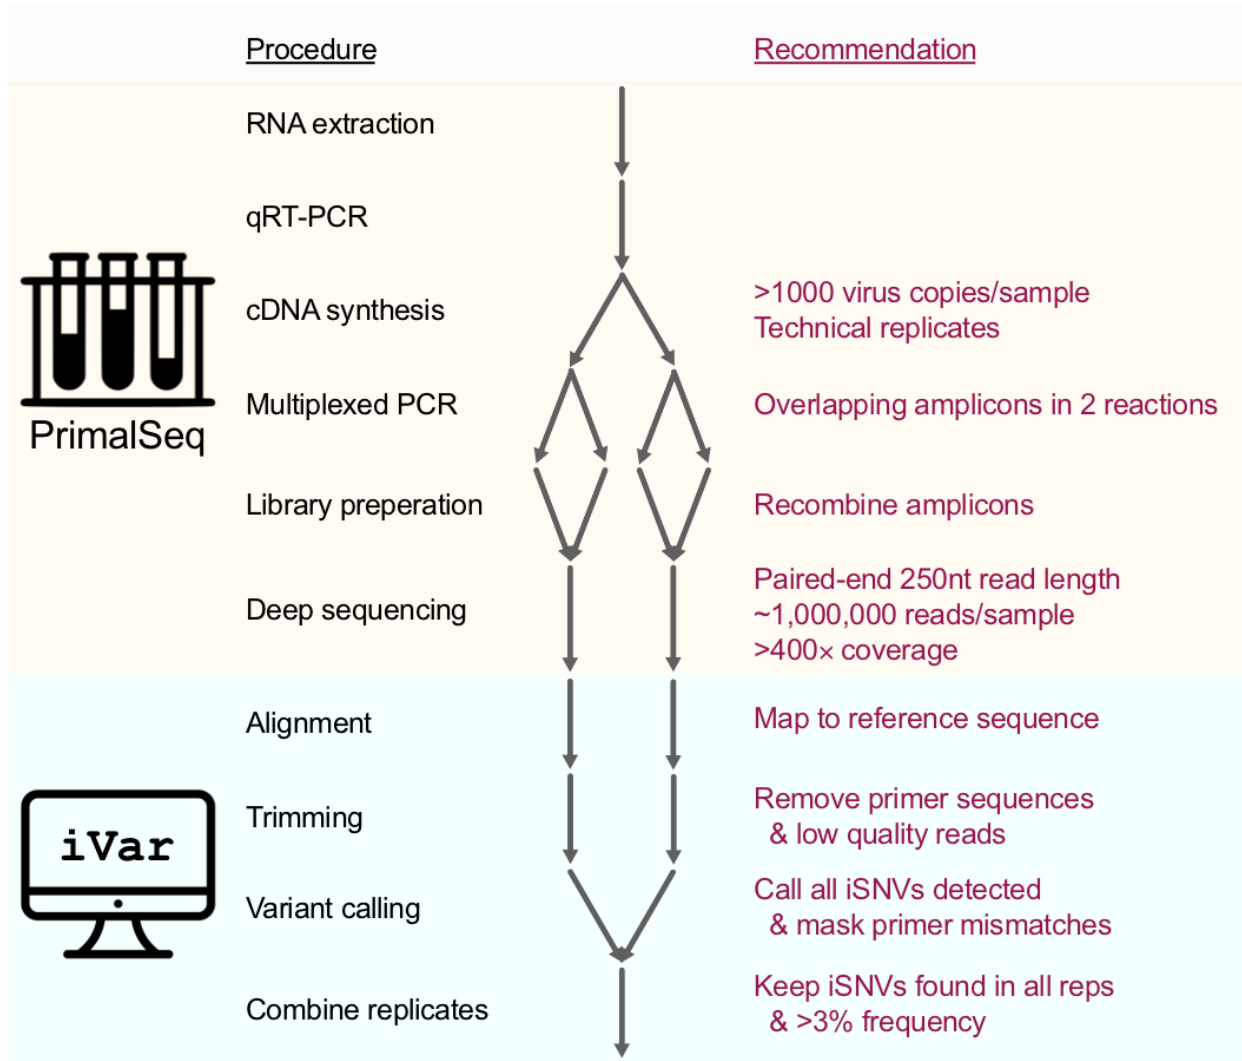 Procedure Recommendation
RNA extraction
qRT-PCR
cDNA synthesis
>1000 virus copies/sample
Technical replicates
PrimalSeq
Multiplexed PCR
Overlapping amplicons in 2 reactions
Library preperation
Recombine amplicons
Deep sequencing
Paired-end 250nt read length
~1,000,000 reads/sample
>400× coverage
Alignment
Map to reference sequence
iVar
Trimming
Remove primer sequences
& low quality reads
Variant calling
Call all iSNVs detected
& mask primer mismatches
Combine replicates
Keep iSNVs found in all reps
& >3% frequency